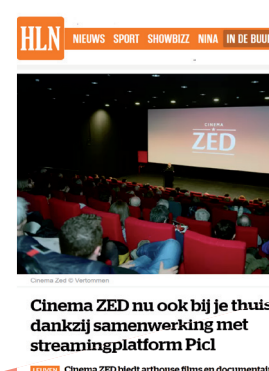 HLN NIEUWS SPORT SHOWBIZZ NINA IN DE BUU
CINEMA
ZED
Cinema Zed © Vertommen
Cinema ZED nu ook bij je thuis
dankzij samenwerking met
streamingplatform Picl
LEUVEN Cinema ZED biedt arthouse films en documentai